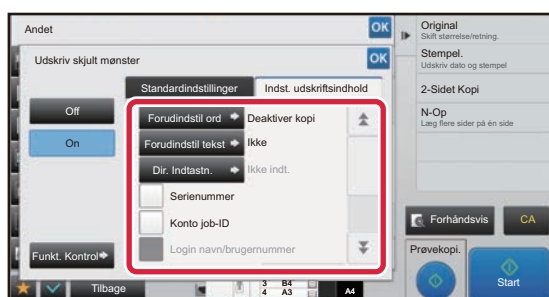 Andet
OK
Udskriv skjult mønster
OK
Standardindstillinger
Indst. udskriftsindhold
Off
On
Forudindstil ord
Deaktiver kopi
Forudindstil tekst
Ikke
Dir. Indtastn.
Ikke indt.
Serienummer
Konto job-ID
Login navn/brugernummer
Funkt. Kontrol
Tilbage
3 B4
4 A3
A4
Original
Skift størrelse/retning.
Stempel.
Udskriv dato og stempel
2-Sidet Kopi
N-Op
Læg flere sider på én side
Forhåndsvis
CA
Prøvekopi.
Start